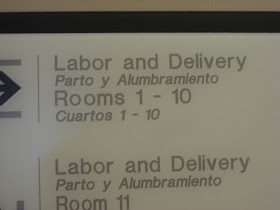 Labor and Delivery
Parto y Alumbramiento
Rooms 1 - 10
Cuartos 1 - 10
Labor and Delivery
Parto y Alumbramiento
Room 11